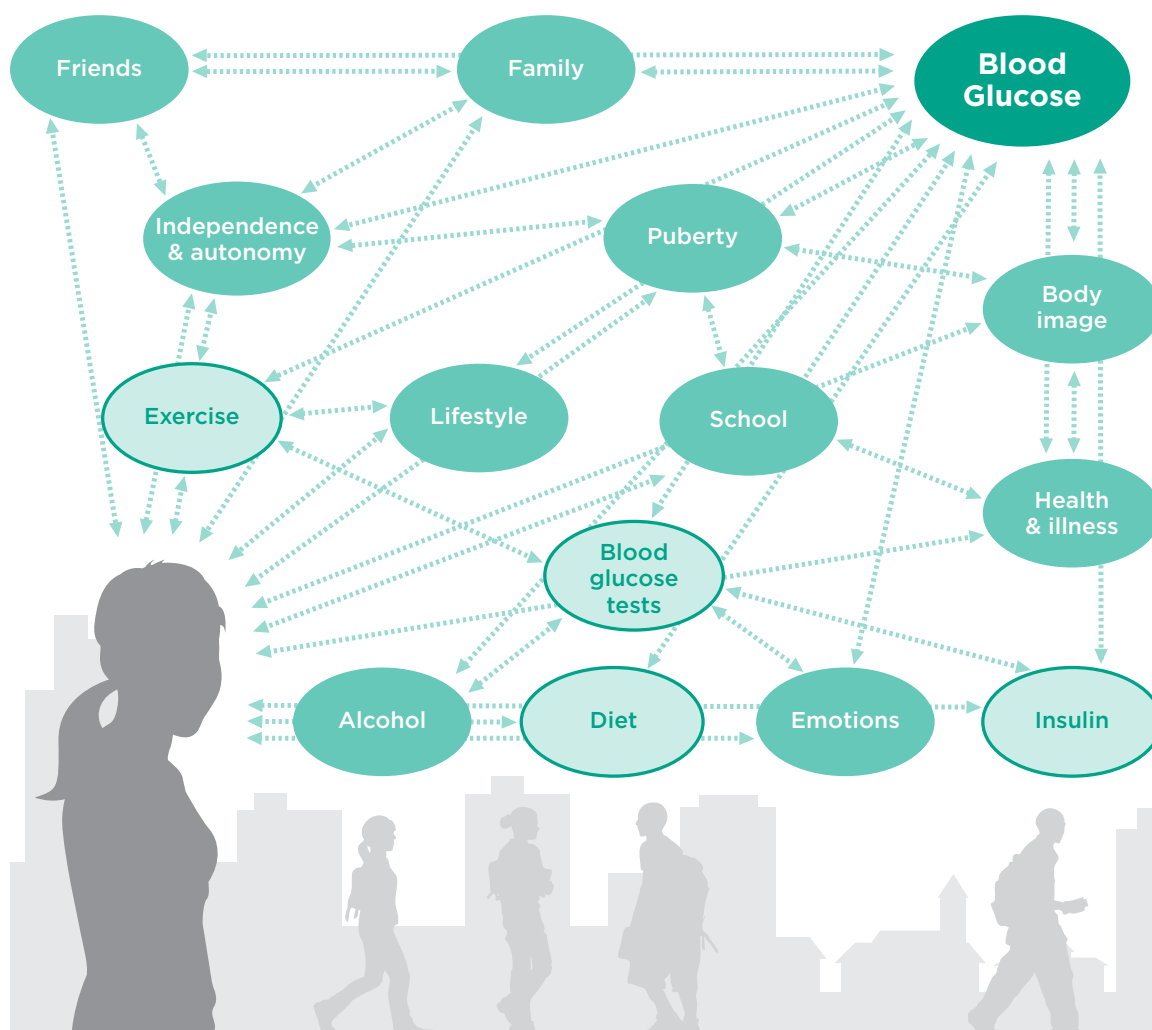 Friends
Family
Blood
Glucose
Independence
& autonomy
Puberty
Body
image
Exercise
Lifestyle
School
Health
& illness
Blood
glucose
tests
Alcohol
Diet
Emotions
Insulin